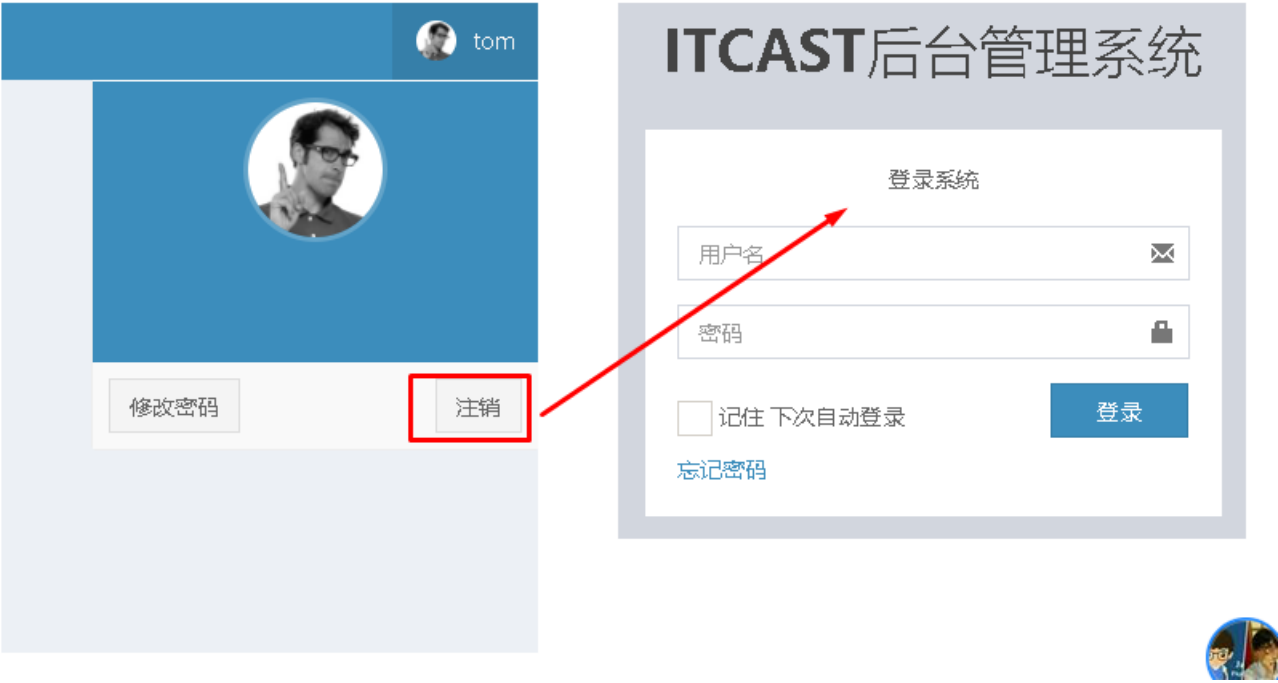 tom
修改密码
注销
ITCAST后台管理系统
登录系统
用户名
密码
记住 下次自动登录
登录
忘记密码